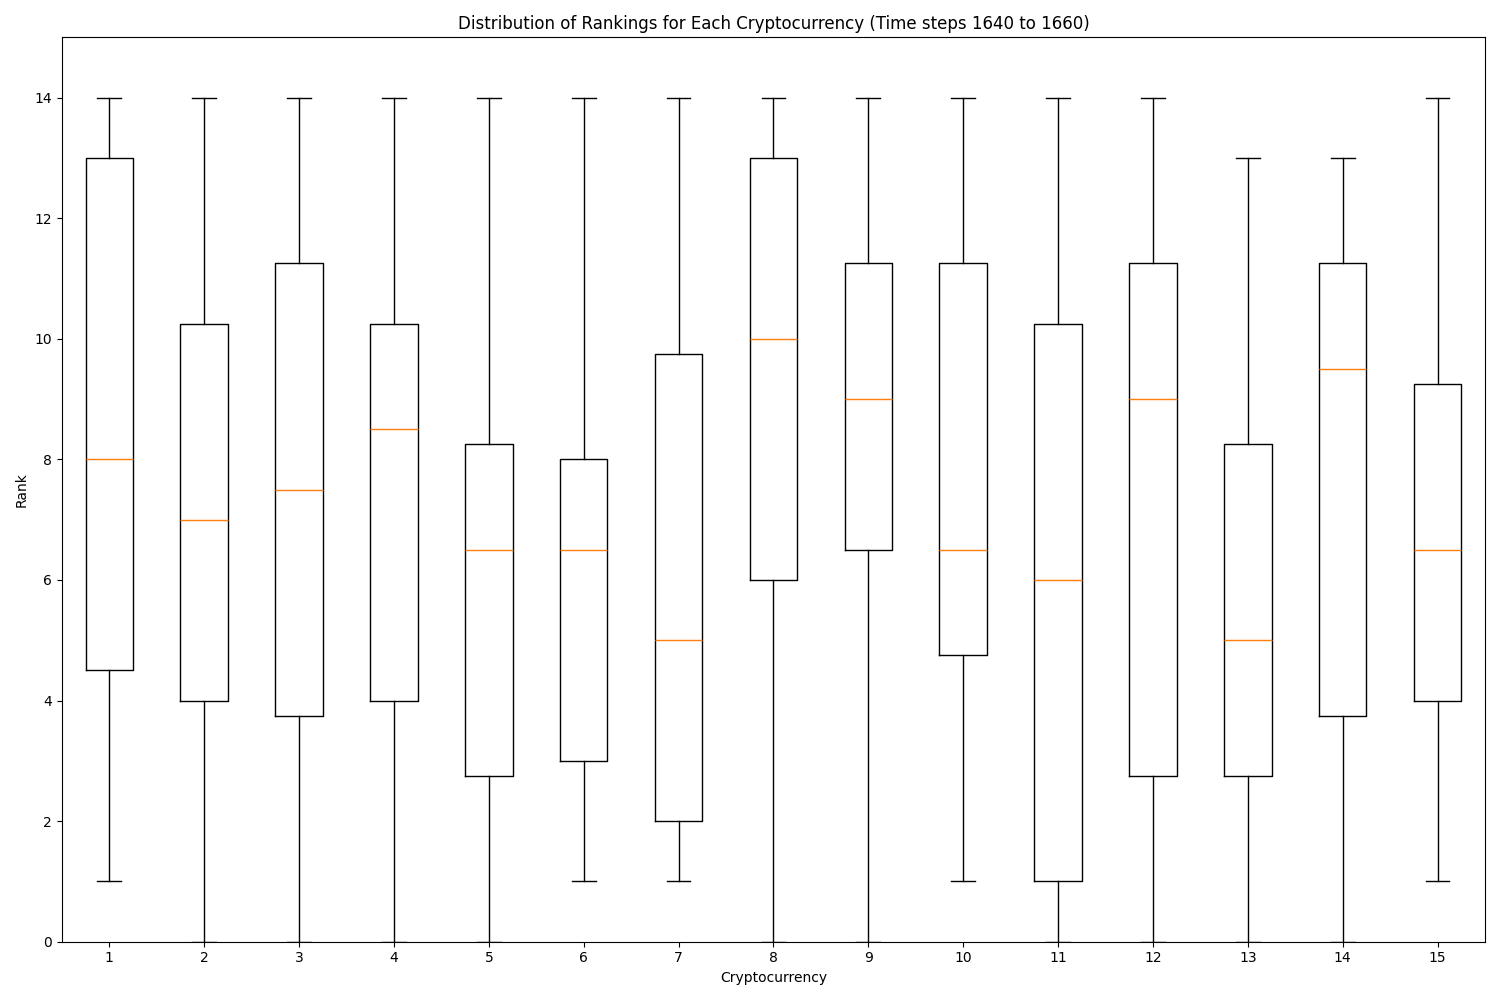 Distribution of Rankings for Each Cryptocurrency (Time steps 1640 to 1660)
Rank
14
12
10
8
6
4
2
0
1 2 3 4 5 6 7 8 9 10 11 12 13 14 15
Cryptocurrency